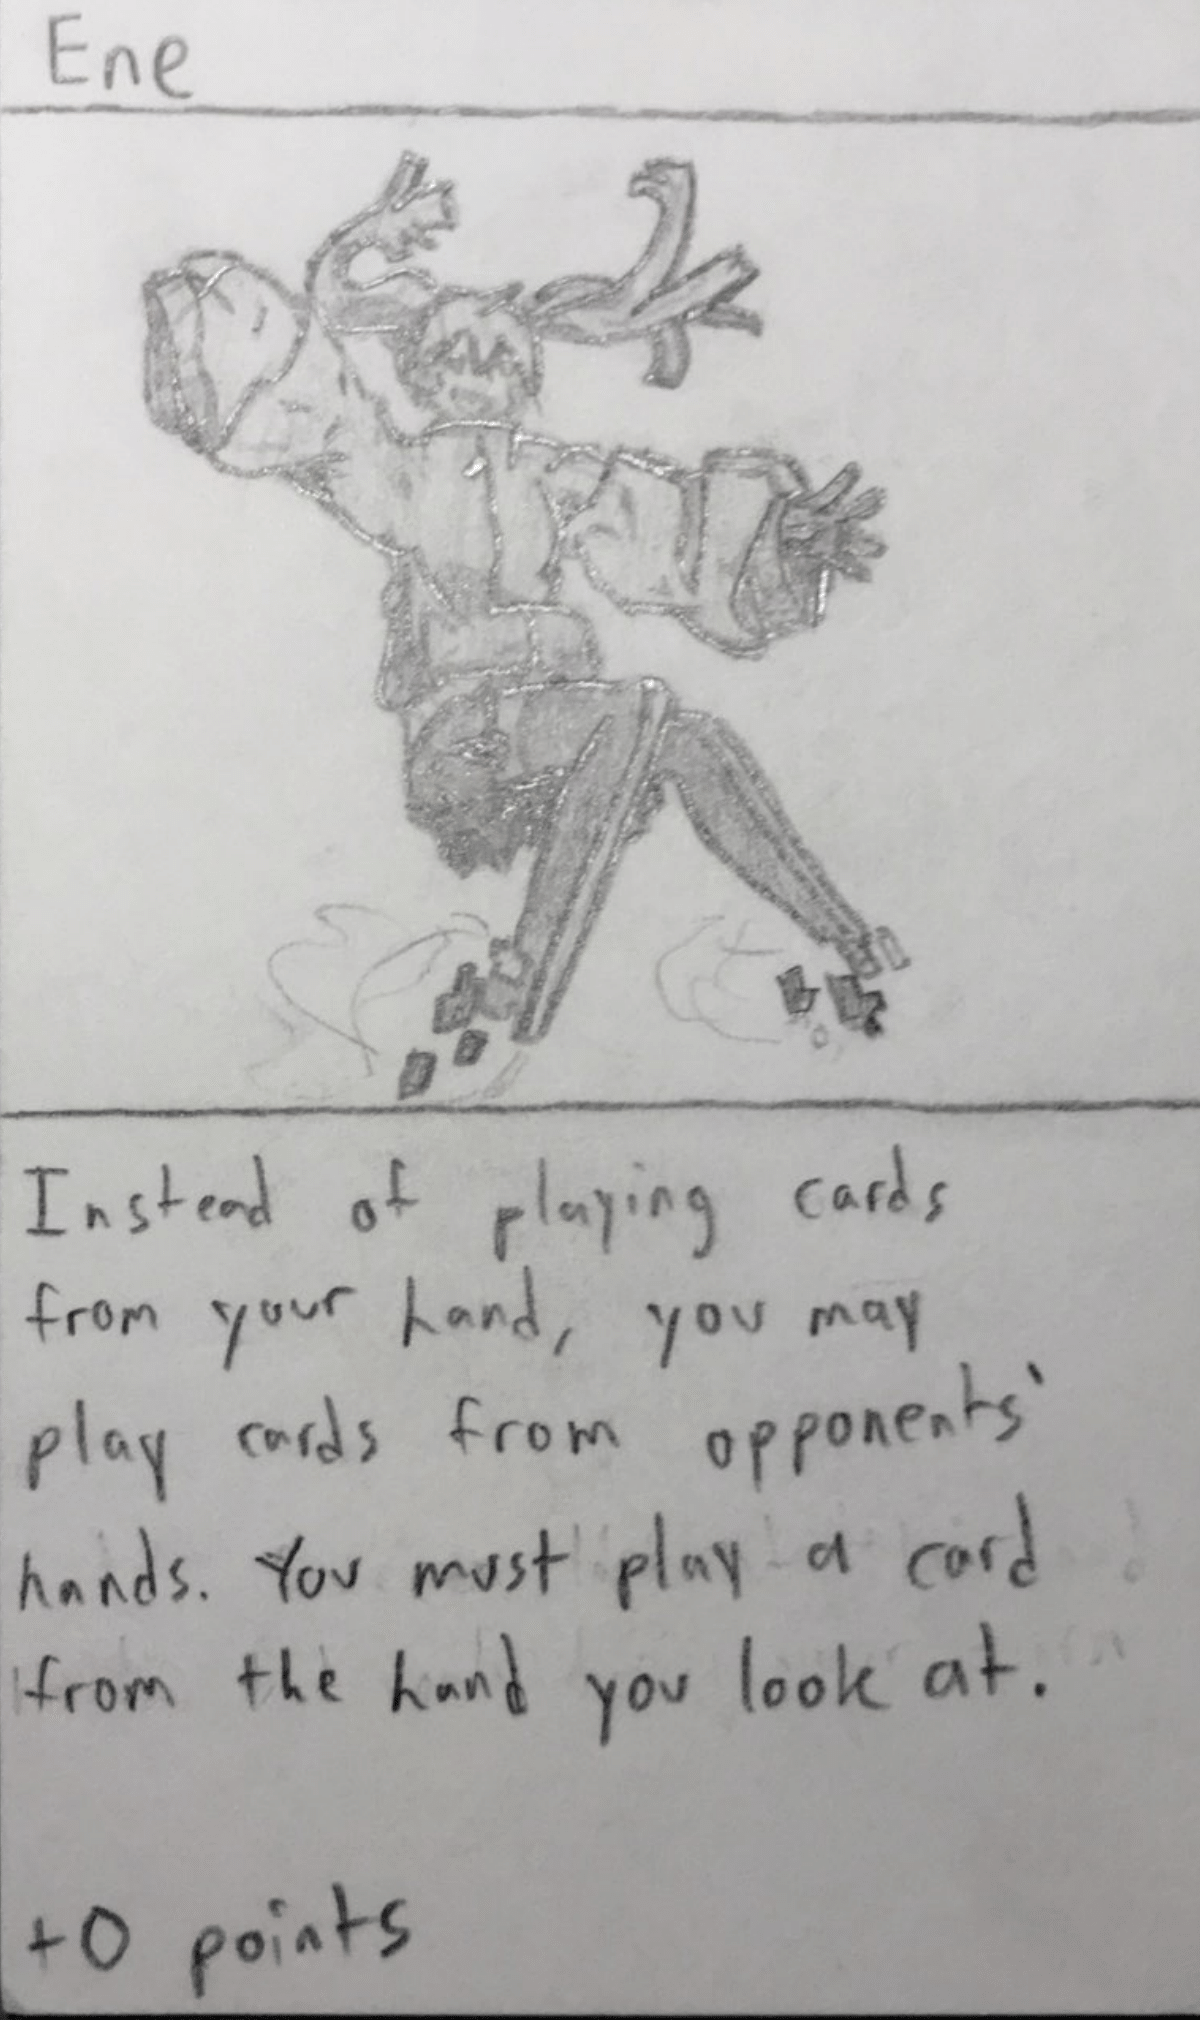 Ene
Instead of playing cards
from your hand, you may
play cards from opponents'
hands. You must play a card
from the hand you look at.
+0 points